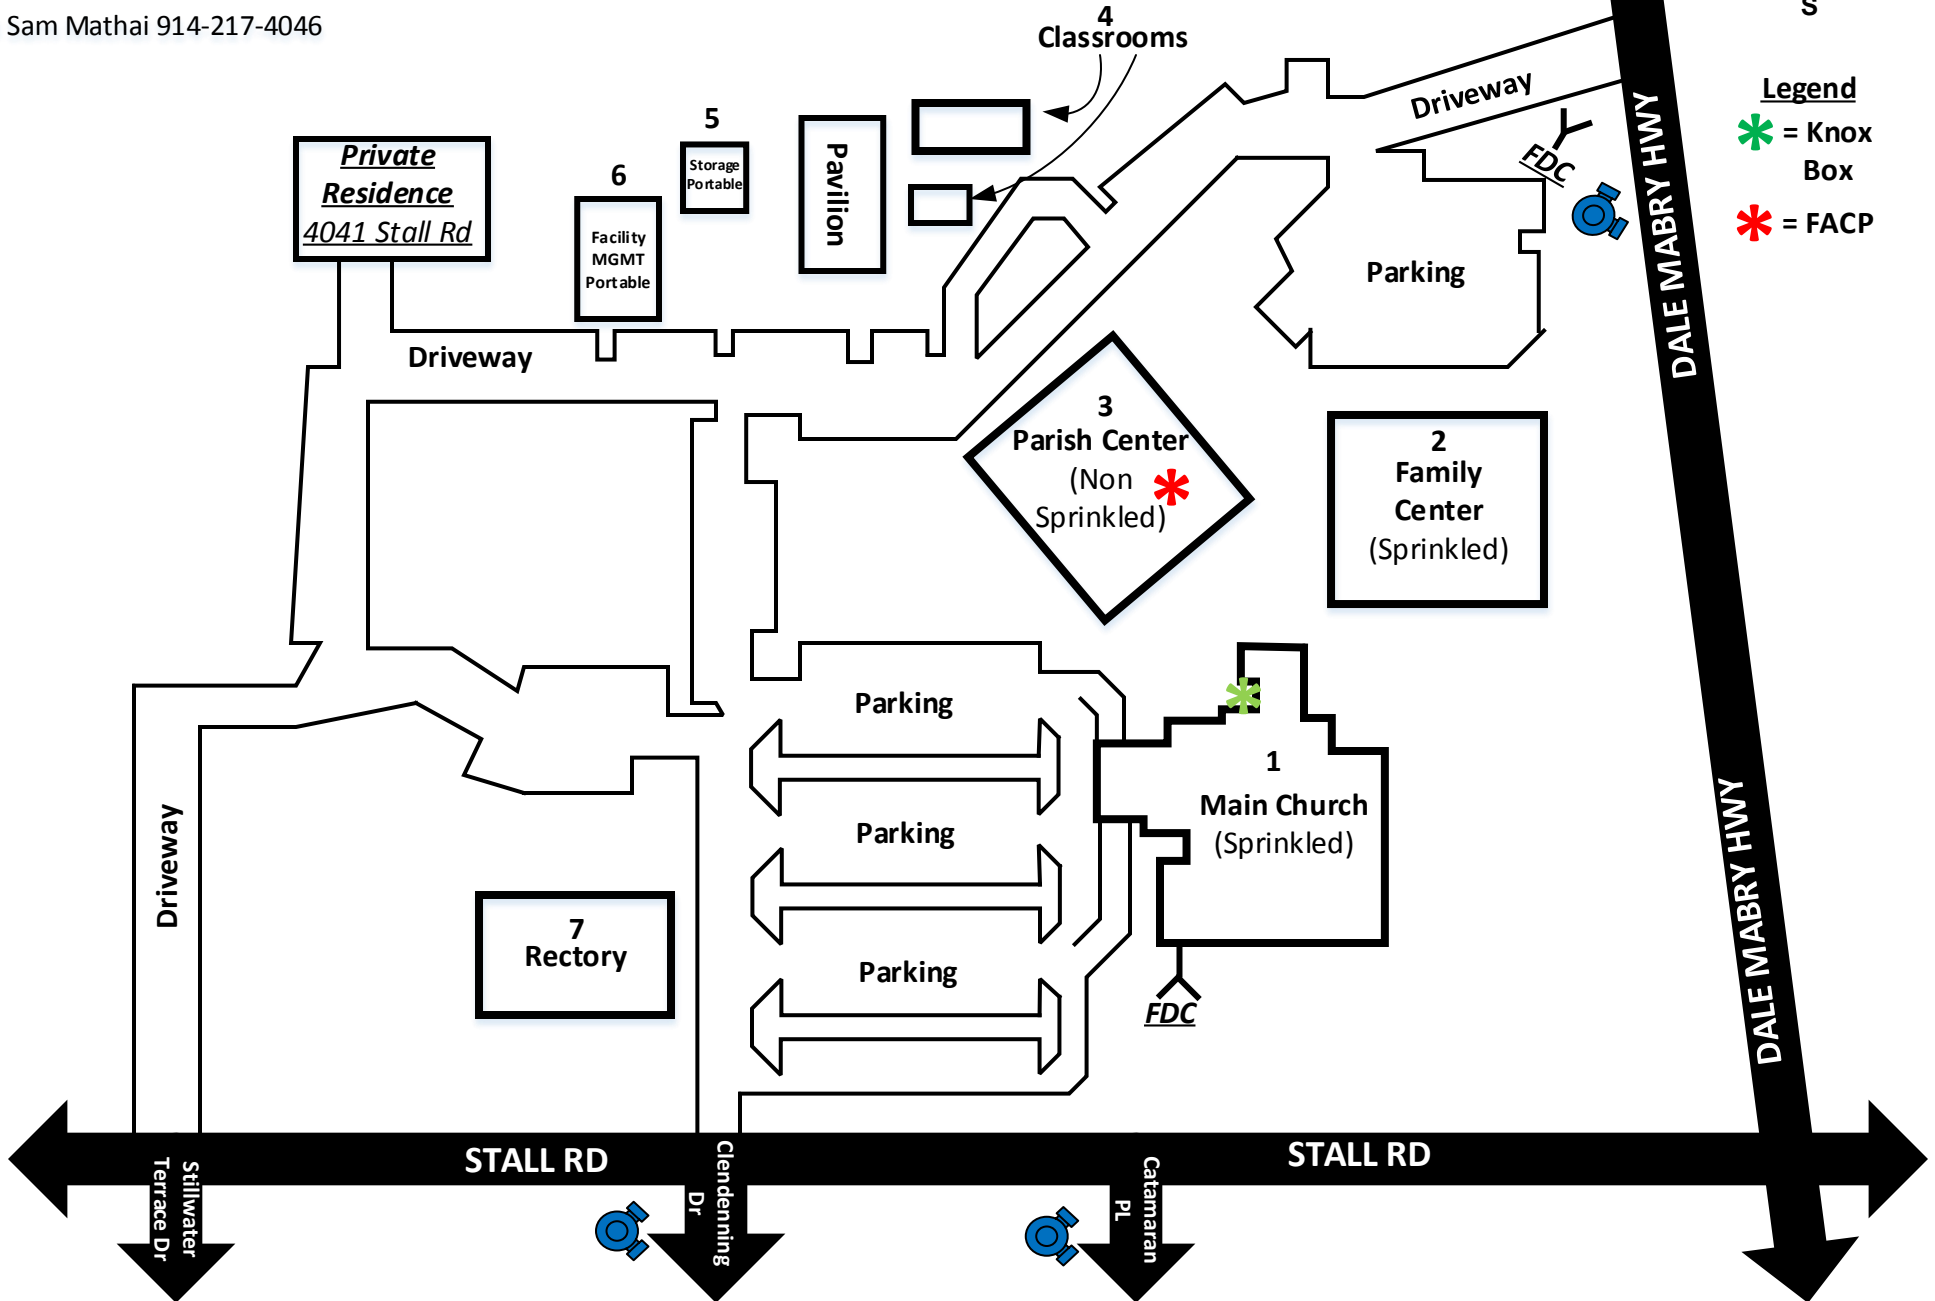 Sam Mathai 914-217-4046
S
4
Classrooms
Driveway
Legend
= Knox
Box
= FACP
FDC
DALE MABRY HWY
Private
Residence
4041 Stall Rd
5
Storage
Portable
6
Facility
MGMT
Portable
Pavilion
Parking
Driveway
3
Parish Center
(Non
Sprinkled)
2
Family
Center
(Sprinkled)
Parking
1
Main Church
(Sprinkled)
Parking
Driveway
7
Rectory
Parking
FDC
DALE MABRY HWY
STALL RD
STALL RD
Stillwater
Terrace Dr
Clendenning
Dr
Catamaran
PL